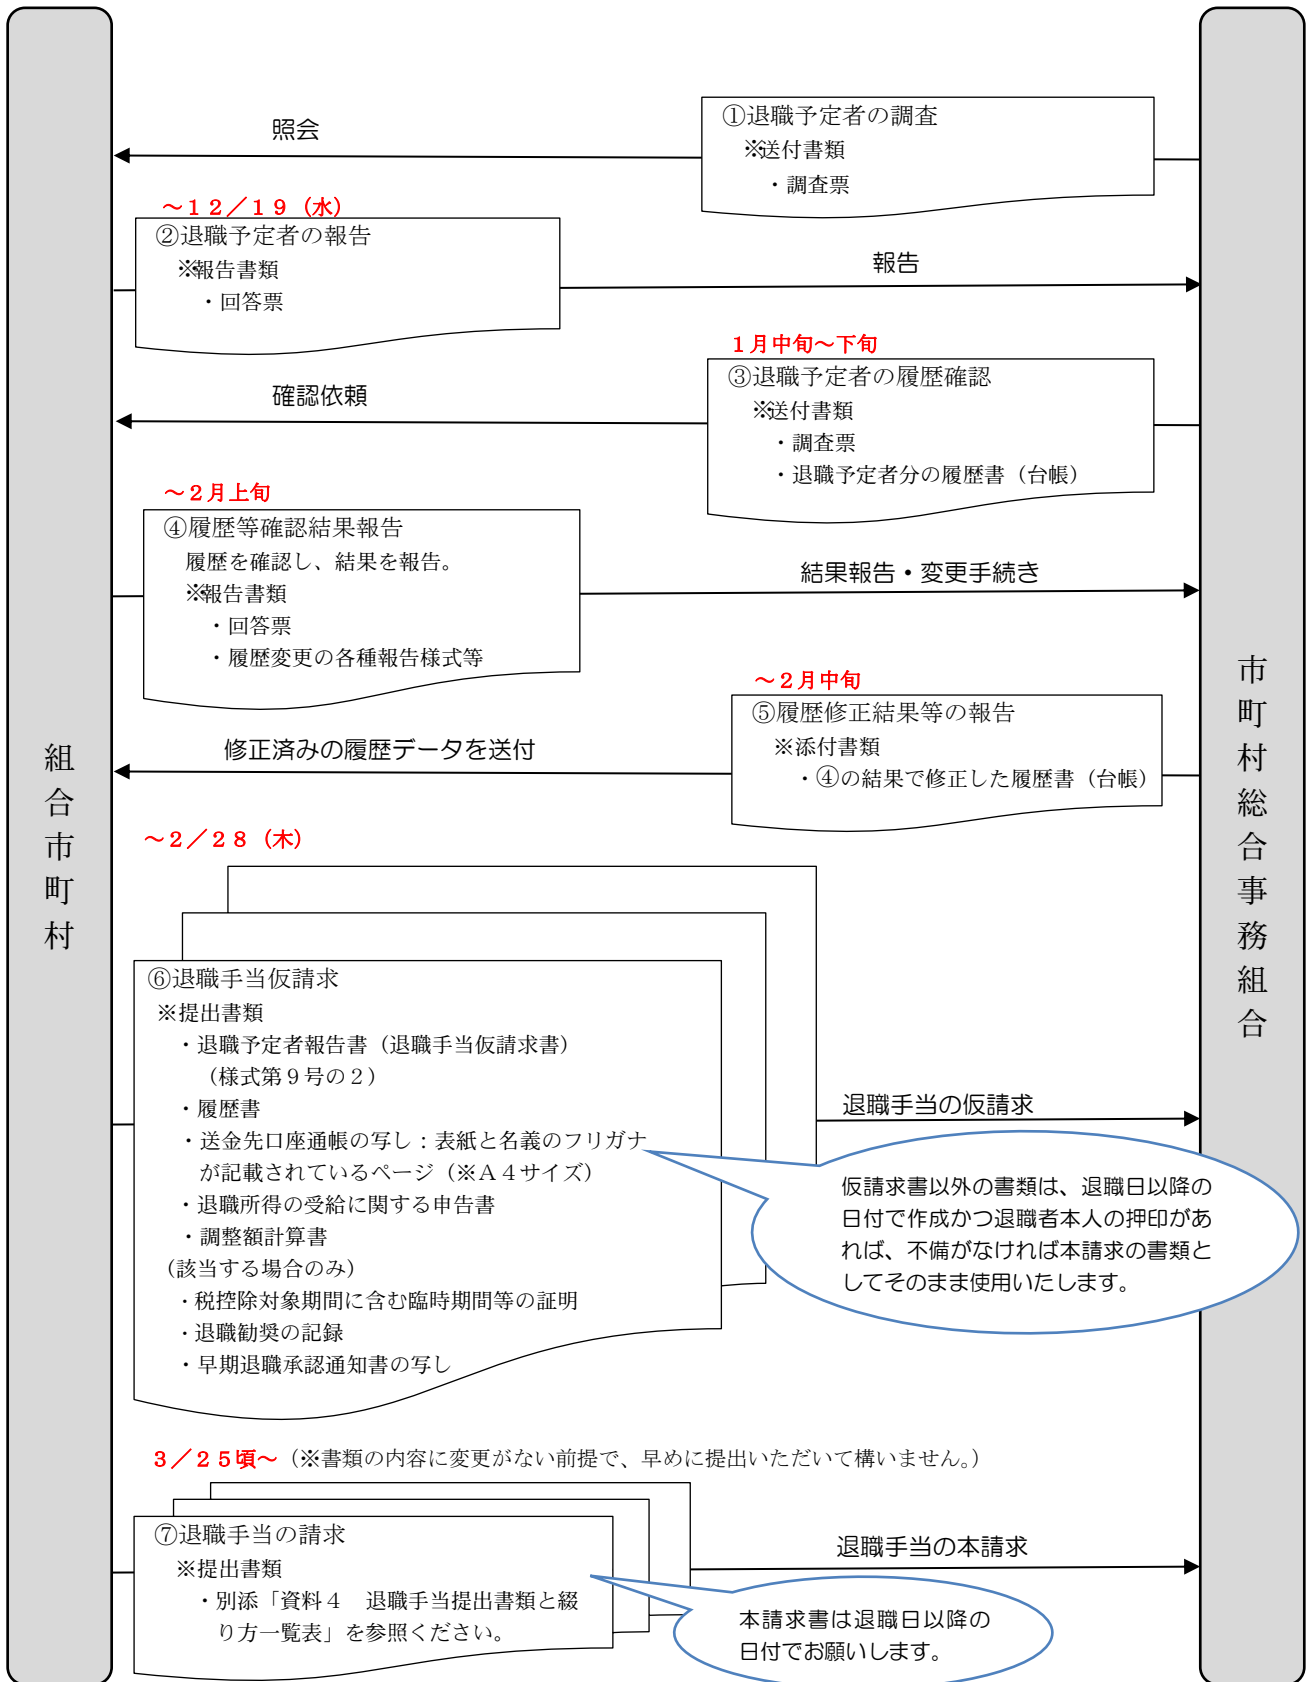 組合市町村
市町村総合事務組合
①退職予定者の調査
※送付書類
・調査票
照会
～１２／１９（水）
②退職予定者の報告
※報告書類
・回答票
報告
１月中旬～下旬
③退職予定者の履歴確認
※送付書類
・調査票
・退職予定者分の履歴書（台帳）
確認依頼
～２月上旬
④履歴等確認結果報告
履歴を確認し、結果を報告。
※報告書類
・回答票
・履歴変更の各種報告様式等
結果報告・変更手続き
～２月中旬
⑤履歴修正結果等の報告
※添付書類
・④の結果で修正した履歴書（台帳）
修正済みの履歴データを送付
～２／２８（木）
⑥退職手当仮請求
※提出書類
・退職予定者報告書（退職手当仮請求書）
（様式第９号の２）
・履歴書
・送金先口座通帳の写し：表紙と名義のフリガナ
が記載されているページ（※Ａ４サイズ）
・退職所得の受給に関する申告書
・調整額計算書
（該当する場合のみ）
・税控除対象期間に含む臨時期間等の証明
・退職勧奨の記録
・早期退職承認通知書の写し
退職手当の仮請求
仮請求書以外の書類は、退職日以降の
日付で作成かつ退職者本人の押印があ
れば、不備がなければ本請求の書類と
してそのまま使用いたします。
３／２５頃～（※書類の内容に変更がない前提で、早めに提出いただいて構いません。）
⑦退職手当の請求
※提出書類
・別添「資料４　退職手当提出書類と綴
り方一覧表」を参照ください。
退職手当の本請求
本請求書は退職日以降の
日付でお願いします。